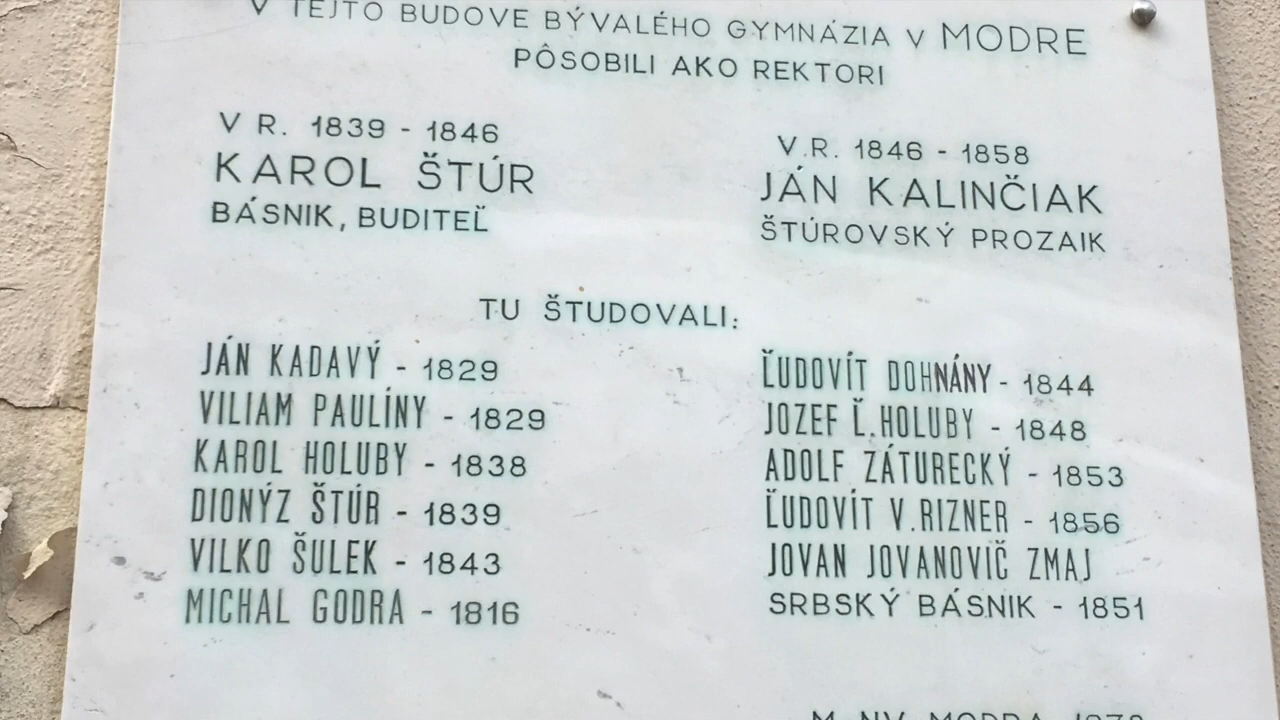 V TEJTO BUDOVE BÝVALÉHO GYMNÁZIA V MODRE
PÔSOBILI AKO REKTORI
V R. 1839 - 1846
KAROL ŠTÚR
BÁSNIK, BUDITEĽ
V.R. 1846 - 1858
JÁN KALINČIAK
ŠTÚROVSKÝ PROZAIK
TU ŠTUDOVALI:
JÁN KADAVÝ - 1829
VILIAM PAULÍNY - 1829
KAROL HOLUBY - 1838
DIONÝZ ŠTÚR - 1839
VILKO ŠULEK - 1843
MICHAL GODRA - 1816
ĽUDOVÍT DOHNÁNY - 1844
JOZEF Ľ. HOLUBY - 1848
ADOLF ZÁTURECKÝ - 1853
ĽUDOVÍT V. RIZNER - 1856
JOVAN JOVANOVIČ ZMAJ
SRBSKÝ BÁSNIK - 1851
M NV MODRA